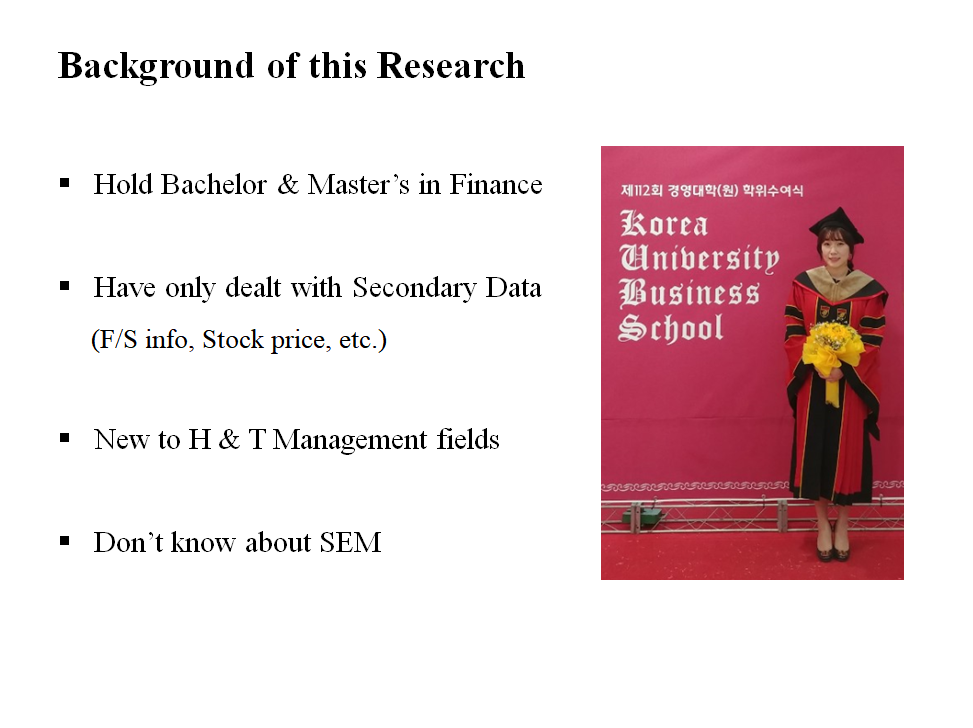 Background of this Research
▪ Hold Bachelor & Master’s in Finance
▪ Have only dealt with Secondary Data
(F/S info, Stock price, etc.)
▪ New to H & T Management fields
▪ Don’t know about SEM
제112회 경영대학(원) 학위수여식
Korea
University
Business
School